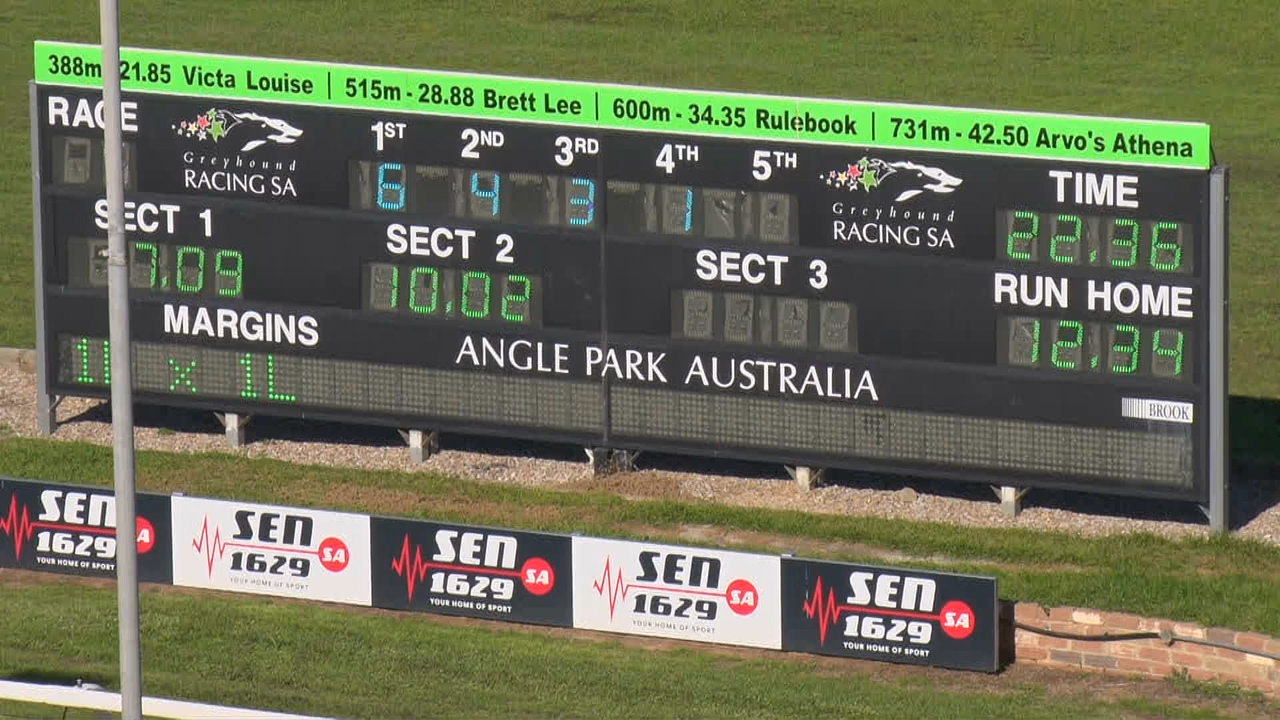 388m 21.85 Victa Louise | 515m - 28.88 Brett Lee | 600m - 34.35 Rulebook | 731m - 42.50 Arvo's Athena
RACE
Greyhound
RACING SA
1ST 2ND 3RD 4TH 5TH
6 4 3 1
Greyhound
RACING SA
TIME
22.36
SECT 1
7.09
SECT 2
10.02
SECT 3
RUN HOME
12.34
MARGINS
x 1L
ANGLE PARK AUSTRALIA
BROOK
SEN
1629
YOUR HOME OF SPORT
SEN
1629 SA
YOUR HOME OF SPORT
SEN
1629 SA
YOUR HOME OF SPORT
SEN
1629 SA
YOUR HOME OF SPORT
SEN
1629 SA
YOUR HOME OF SPORT